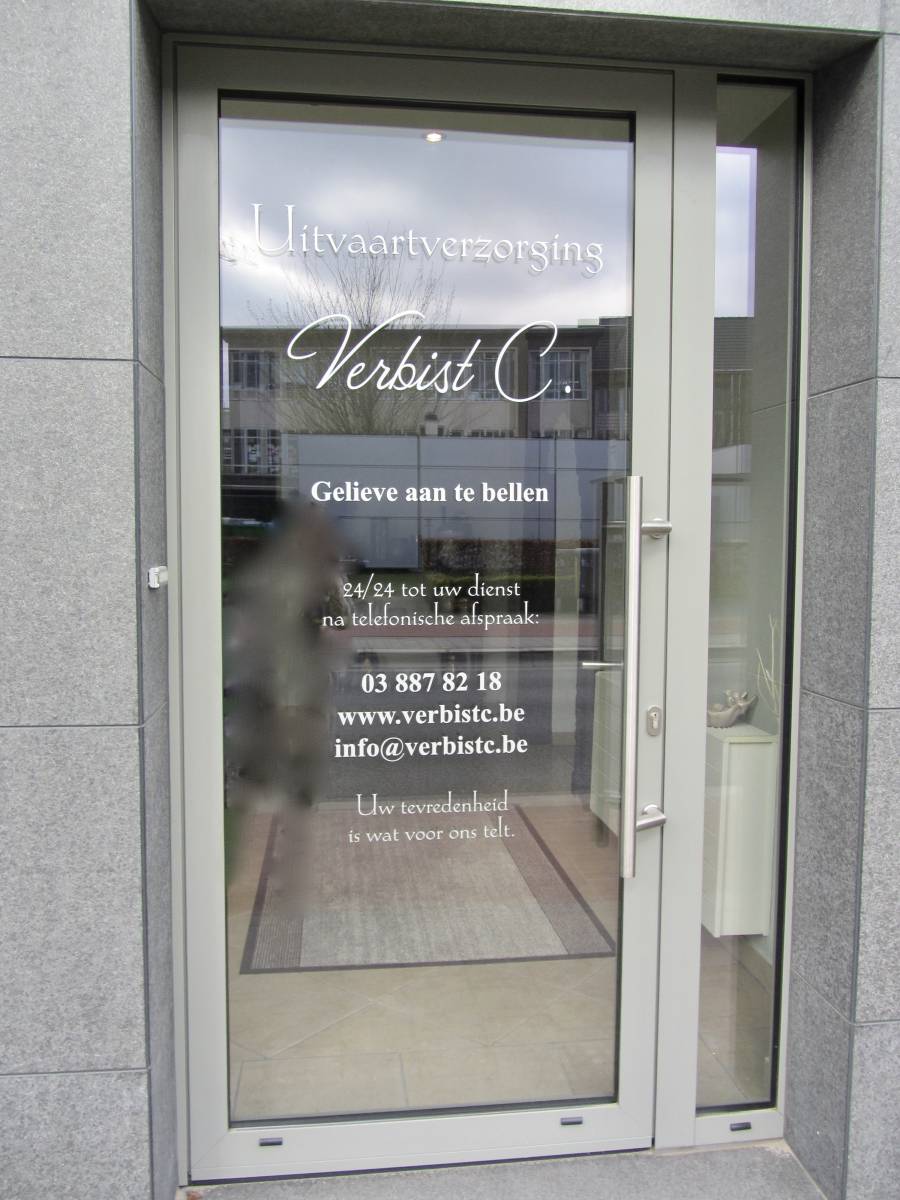 Uitvaartverzorging
Verbist C.
Gelieve aan te bellen
24/24 tot uw dienst
na telefonische afspraak:
03 887 82 18
www.verbistc.be
info@verbistc.be
Uw tevredenheid
is wat voor ons telt.